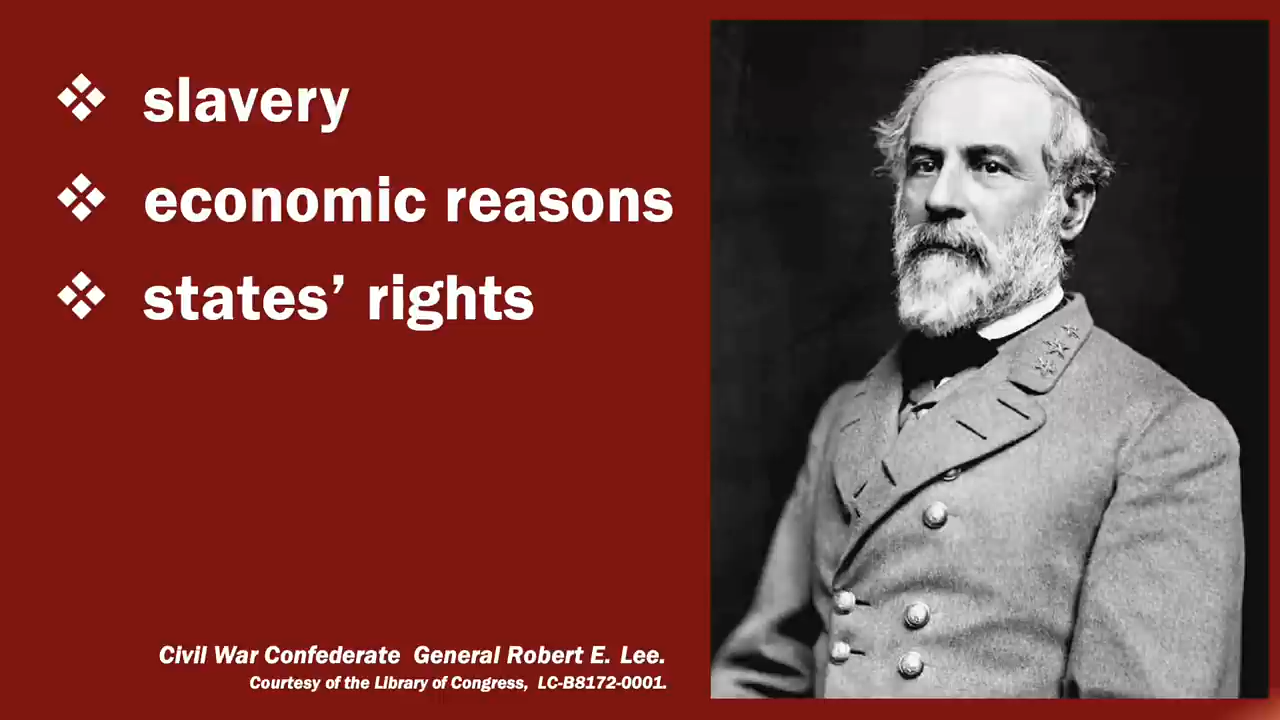 ❖ slavery
❖ economic reasons
❖ states’ rights
Civil War Confederate General Robert E. Lee.
Courtesy of the Library of Congress, LC-B8172-0001.